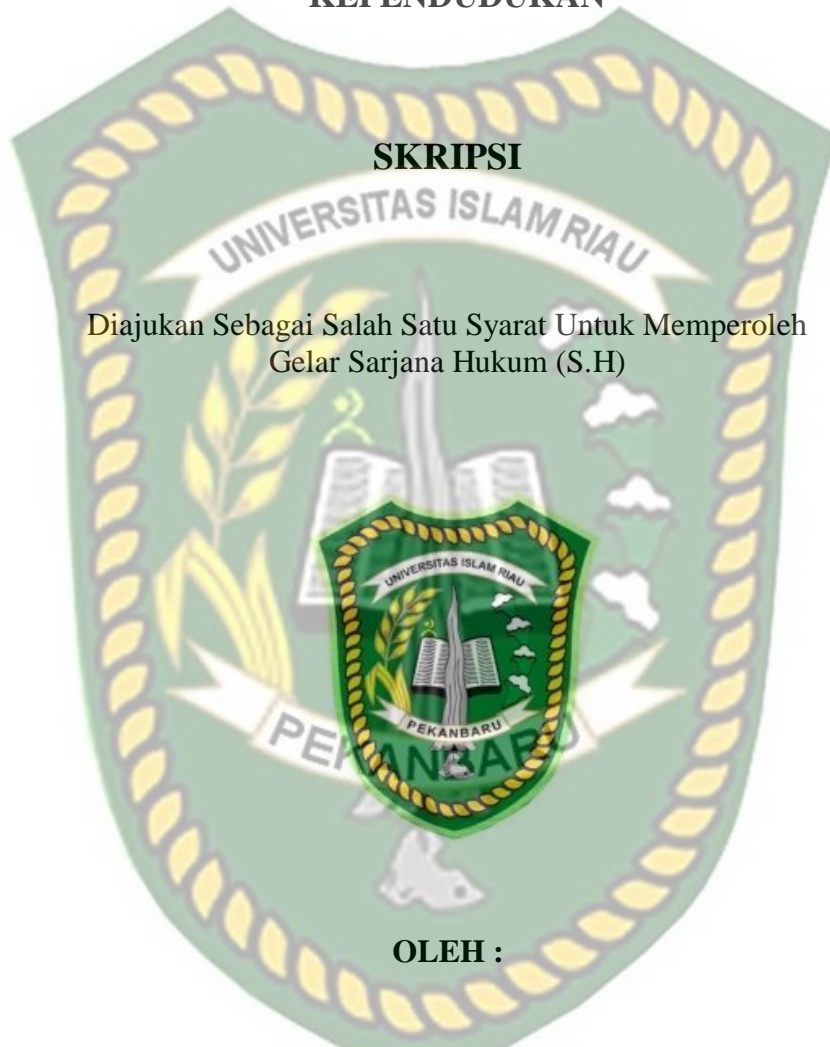 KEPENDUDUKAN
SKRIPSI
UNIVERSITAS ISLAM RIAU
Diajukan Sebagai Salah Satu Syarat Untuk Memperoleh
Gelar Sarjana Hukum (S.H)
UNIVERSITAS ISLAM RIAU
PEKANBARU
PEKANBARU
OLEH :